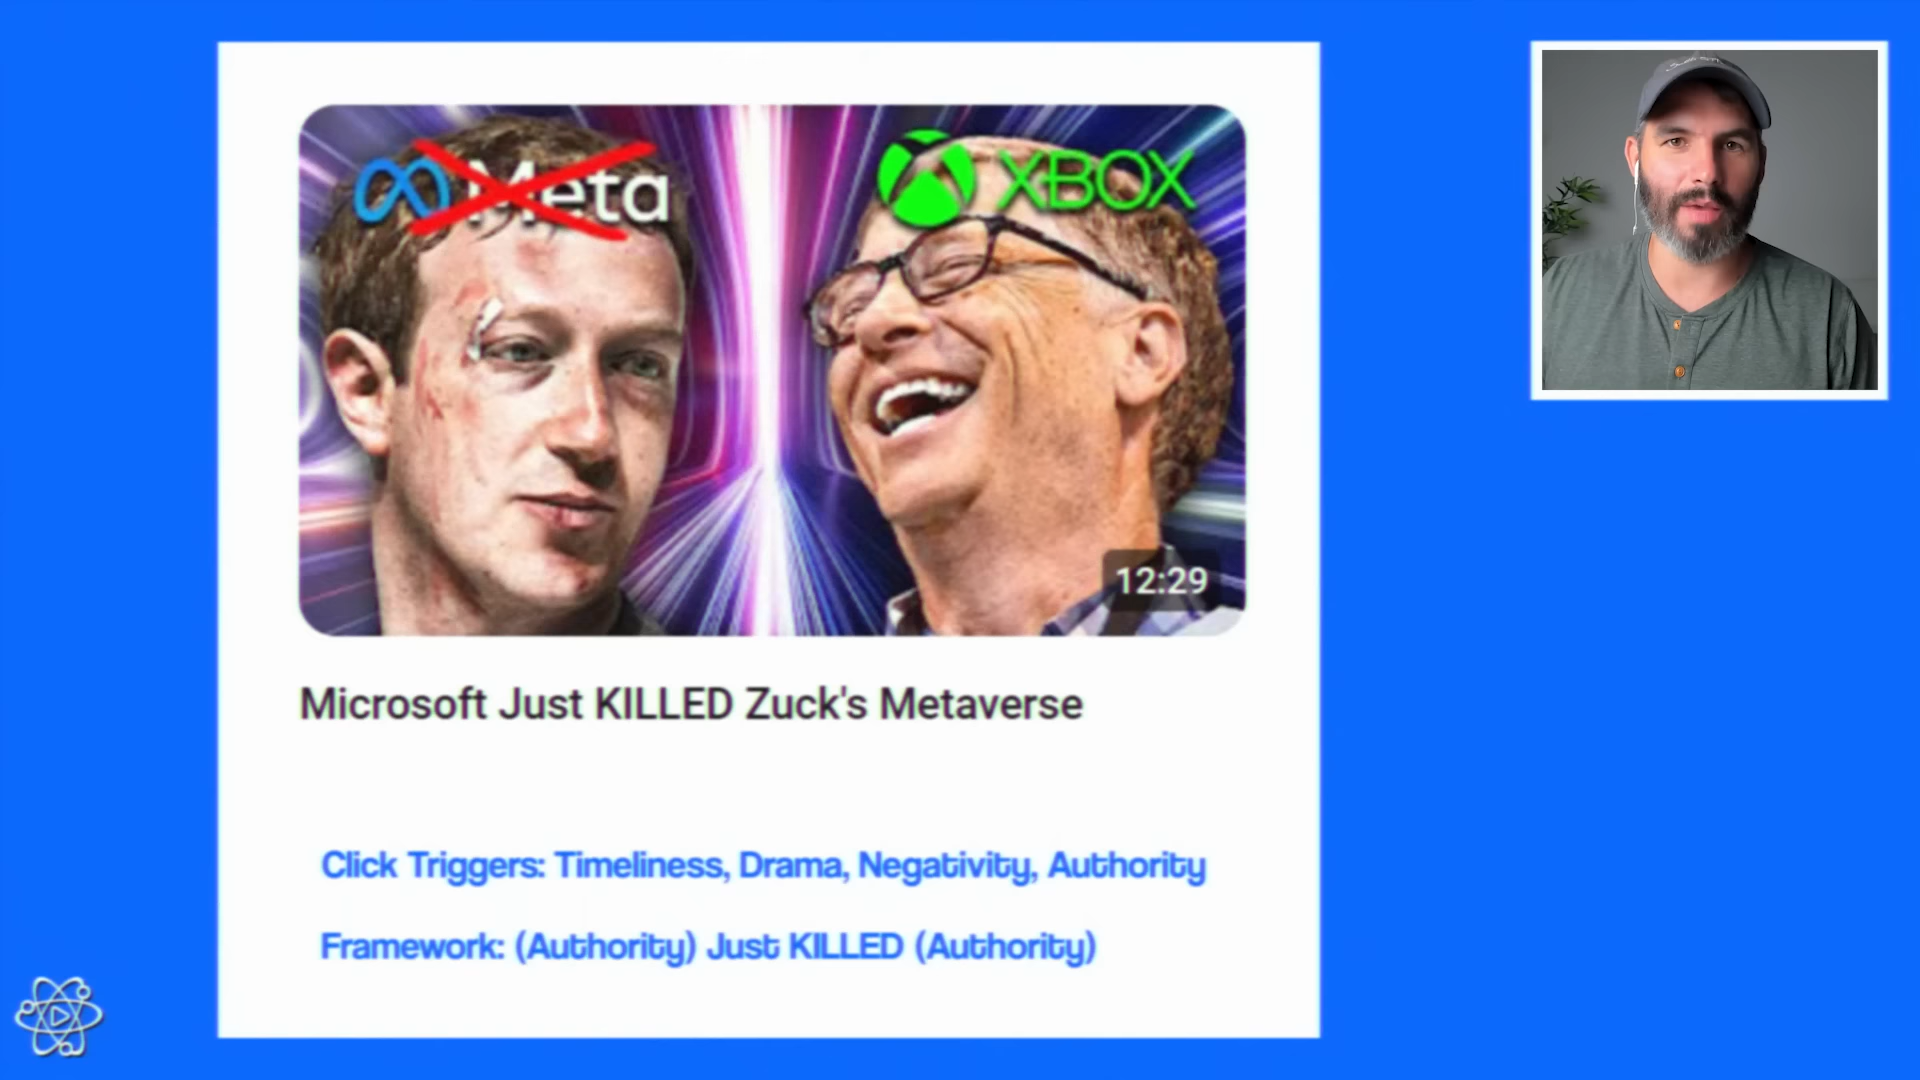 Meta
XBOX
12:29
Microsoft Just KILLED Zuck's Metaverse
Click Triggers: Timeliness, Drama, Negativity, Authority
Framework: (Authority) Just KILLED (Authority)